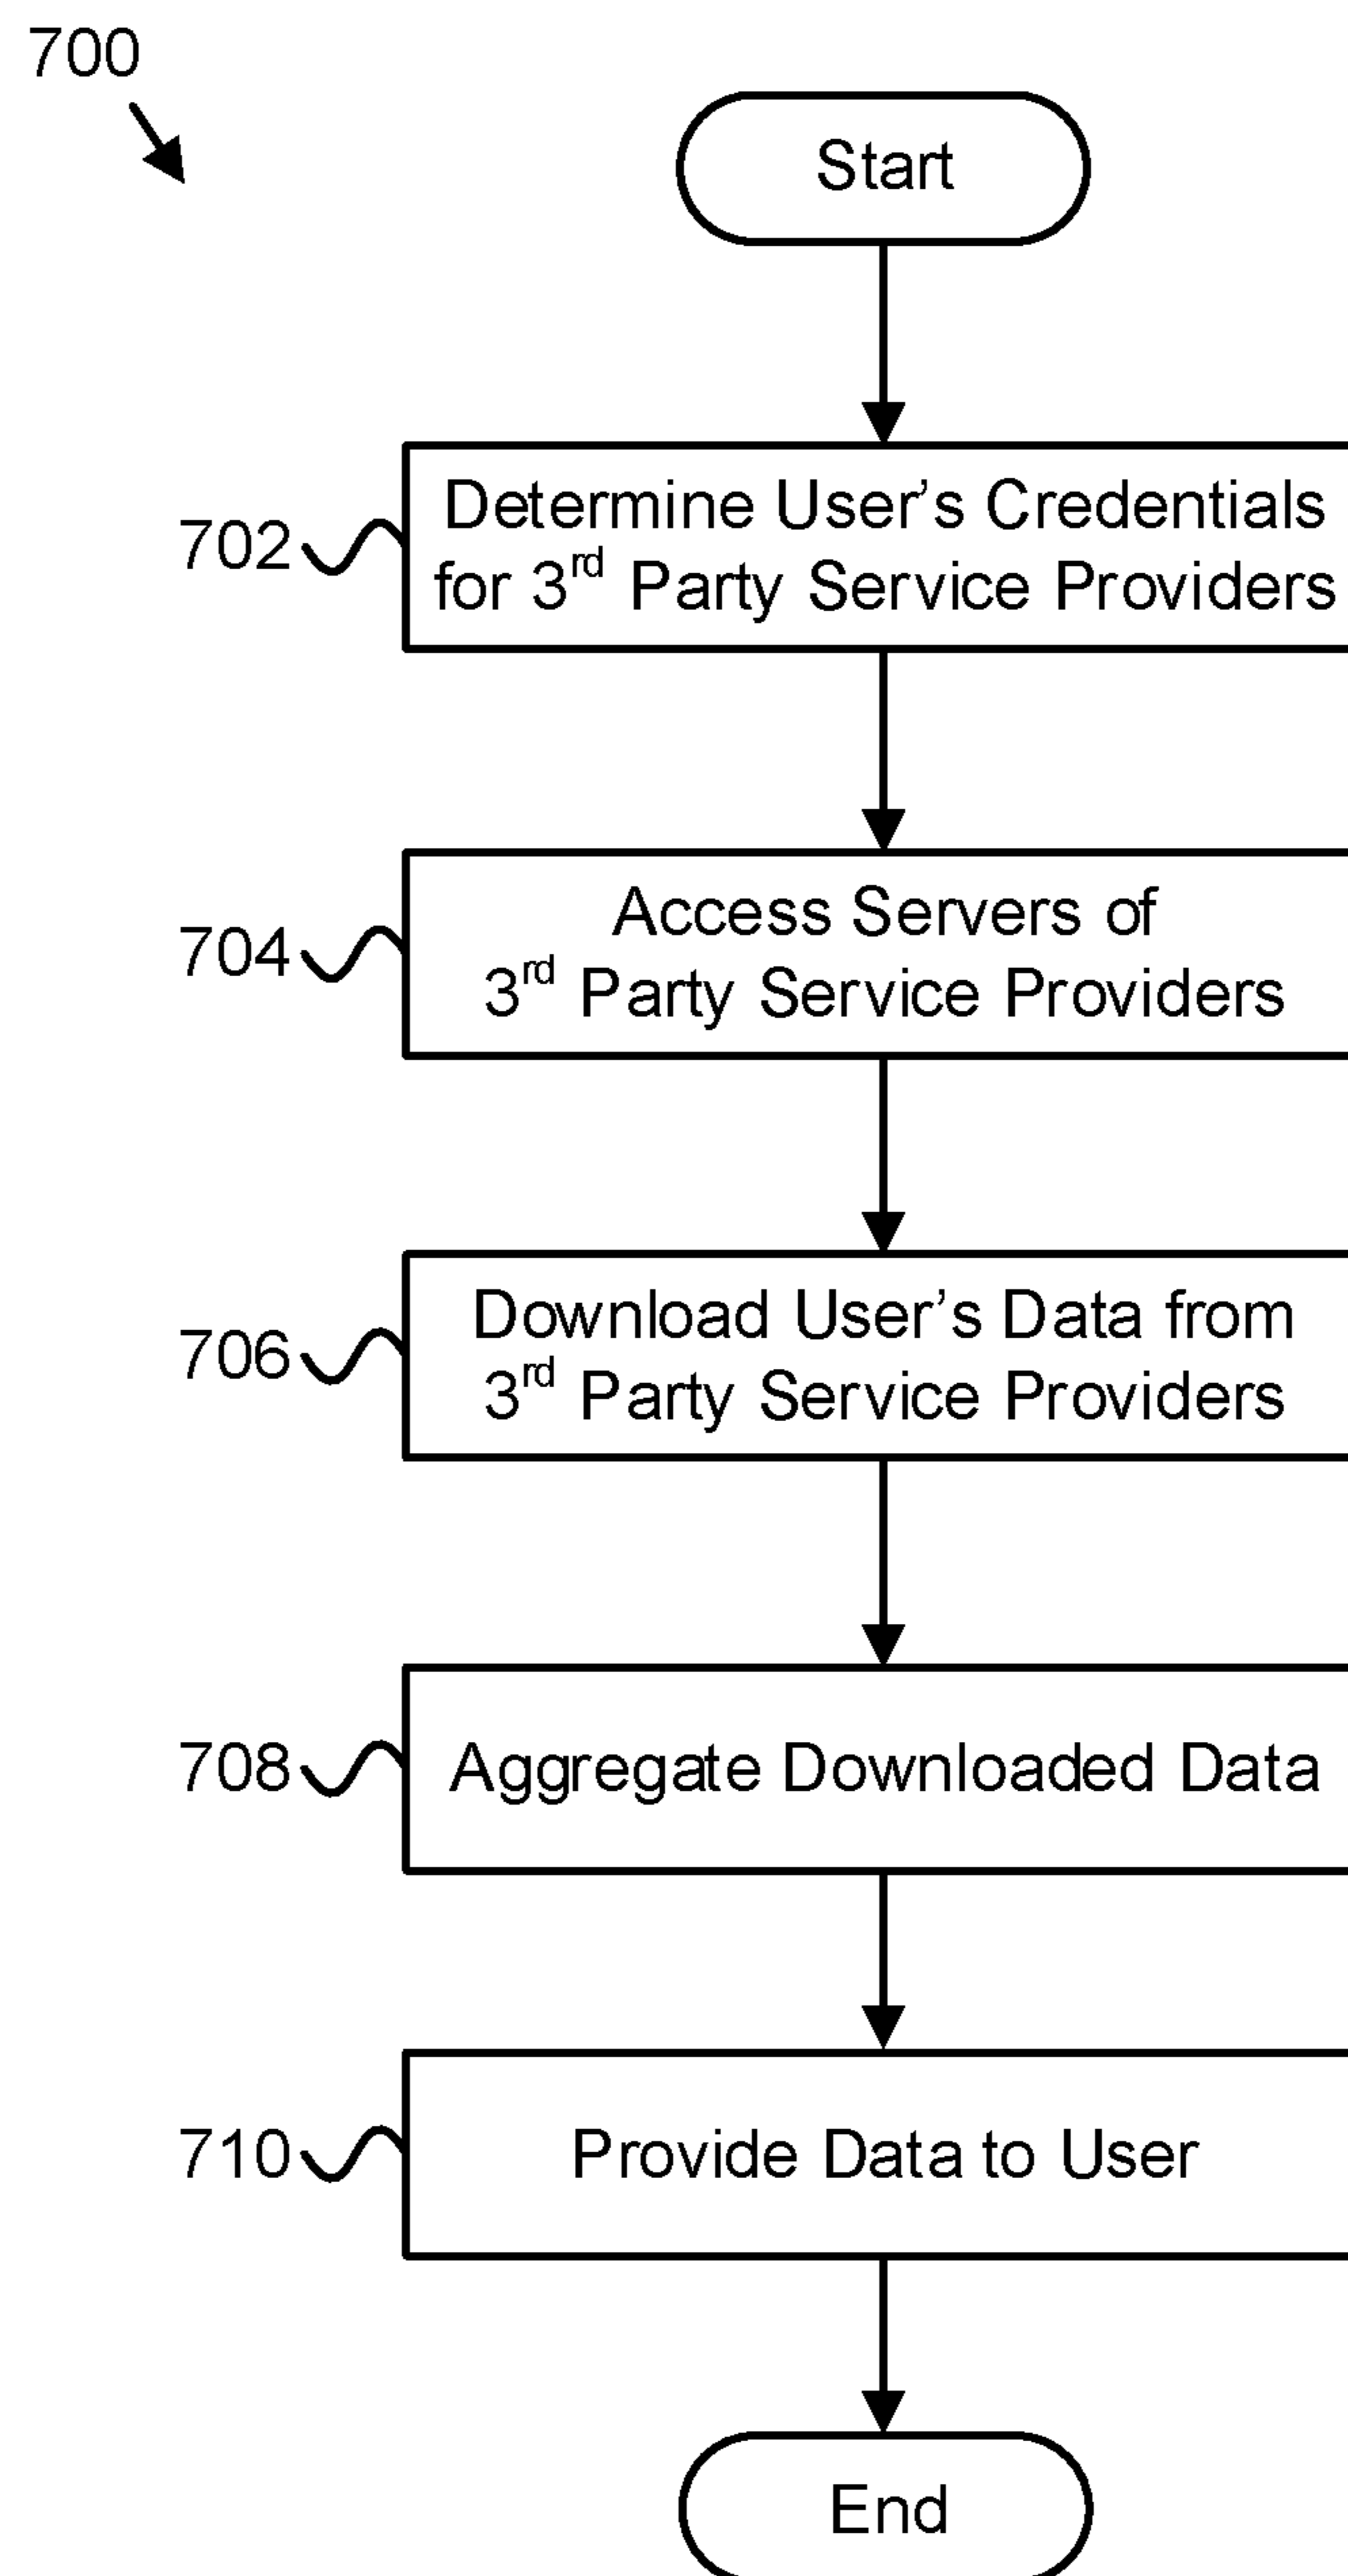 700
Start
702
Determine User's Credentials
for 3rd Party Service Providers
704
Access Servers of
3rd Party Service Providers
706
Download User's Data from
3rd Party Service Providers
708
Aggregate Downloaded Data
710
Provide Data to User
End